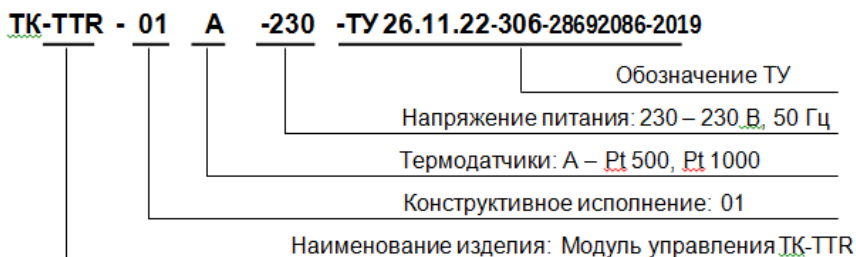 ТК-TTR - 01 А -230 -ТУ 26.11.22-306-28692086-2019
Обозначение ТУ
Напряжение питания: 230 – 230 В, 50 Гц
Термодатчики: А – Pt 500, Pt 1000
Конструктивное исполнение: 01
Наименование изделия: Модуль управления ТК-TTR